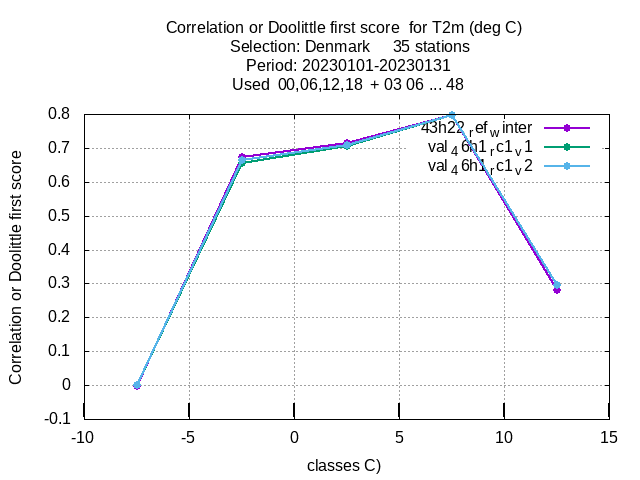 Correlation or Doolittle first score  for T2m (deg C)
Selection: Denmark     35 stations
Period: 20230101-20230131
Used  00,06,12,18  + 03 06 ... 48
Correlation or Doolittle first score
0.8
0.7
0.6
0.5
0.4
0.3
0.2
0.1
0
-0.1
43h22_ref_winter
val_46h1_rc1_v1
val_46h1_rc1_v2
-10 -5 0 5 10 15
classes C)